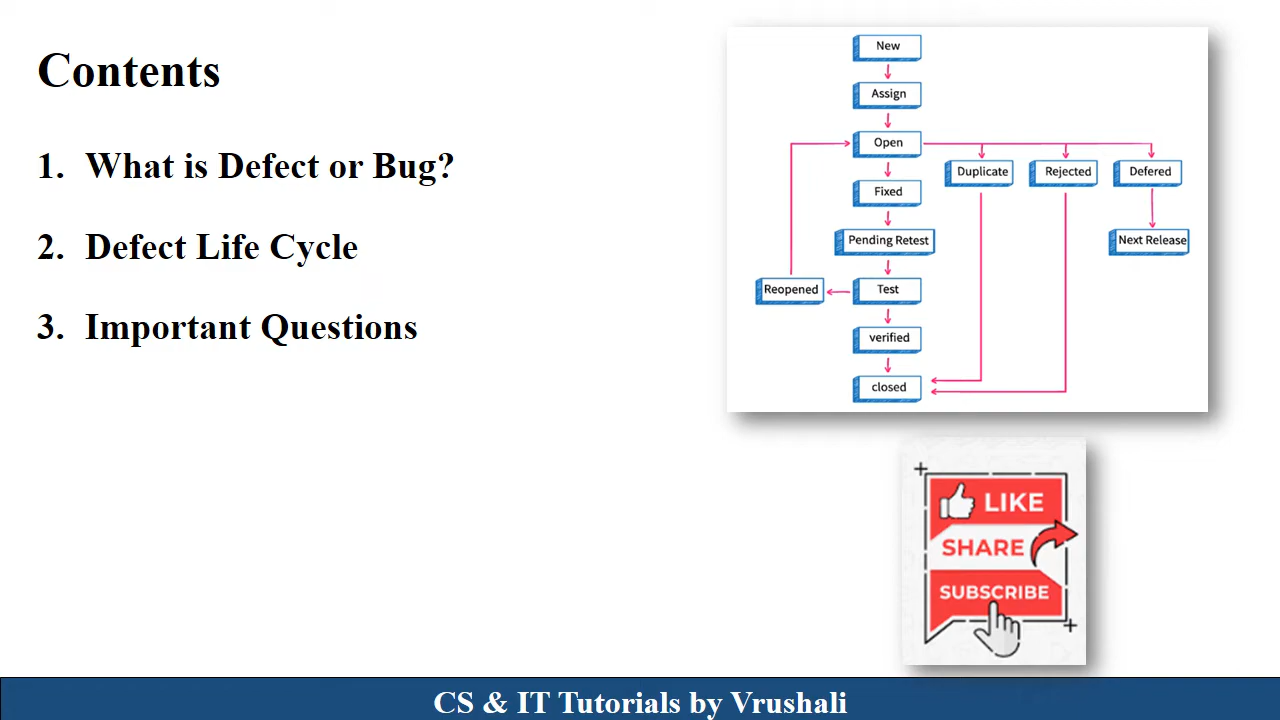 Contents
1. What is Defect or Bug?
2. Defect Life Cycle
3. Important Questions
New
Assign
Open
Duplicate
Rejected
Defered
Fixed
Pending Retest
Next Release
Reopened
Test
verified
closed
LIKE
SHARE
SUBSCRIBE
CS & IT Tutorials by Vrushali